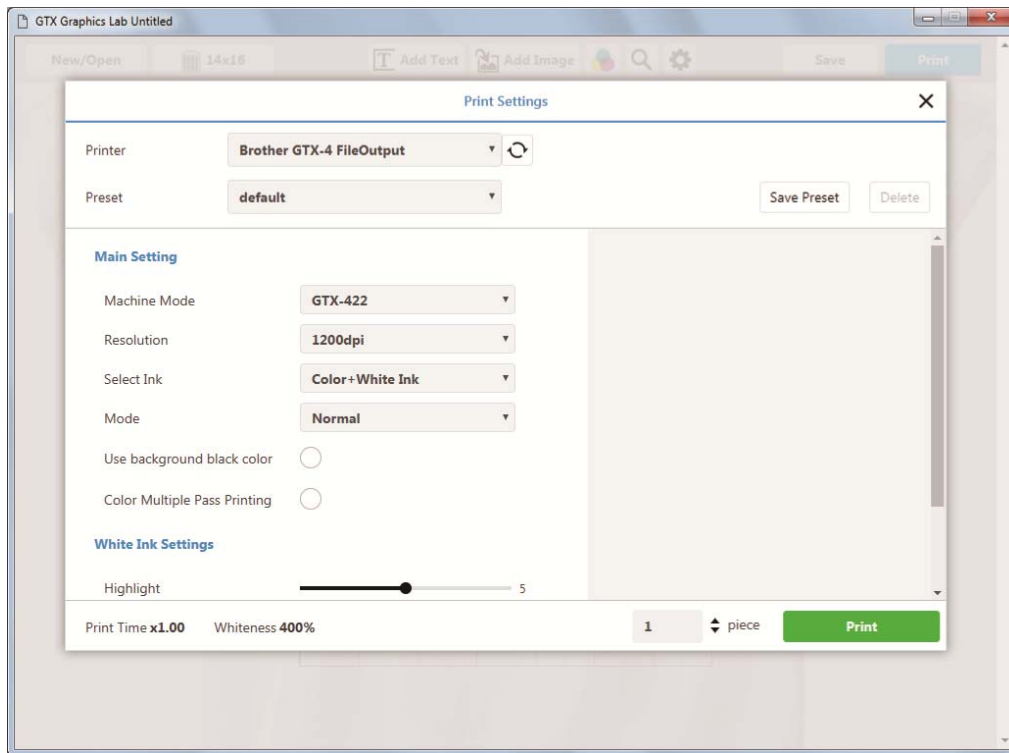 GTX Graphics Lab Untitled
New/Open 14x16 Add Text Add Image Save Print
Print Settings
Printer Brother GTX-4 FileOutput
Preset default Save Preset Delete
Main Setting
Machine Mode GTX-422
Resolution 1200dpi
Select Ink Color+White Ink
Mode Normal
Use background black color
Color Multiple Pass Printing
White Ink Settings
Highlight 5
Print Time x1.00 Whiteness 400% 1 piece Print